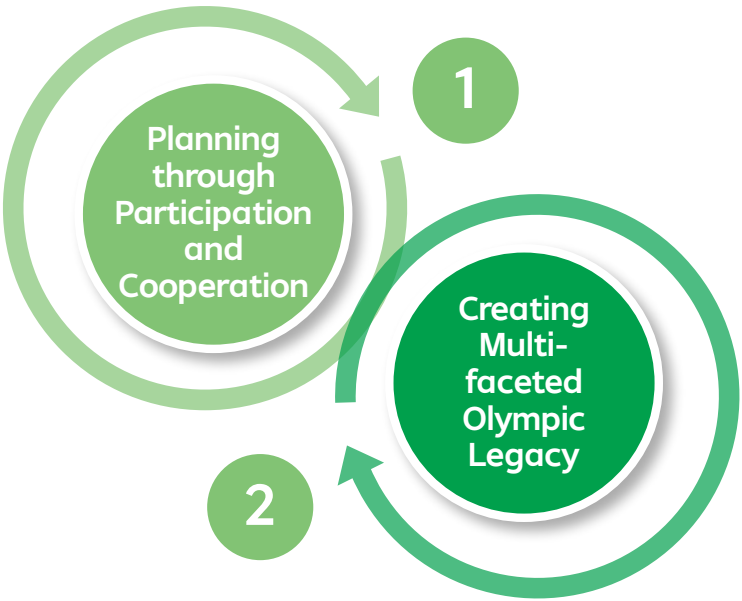 1
Planning
through
Participation
and
Cooperation
Creating
Multi-
faceted
Olympic
Legacy
2